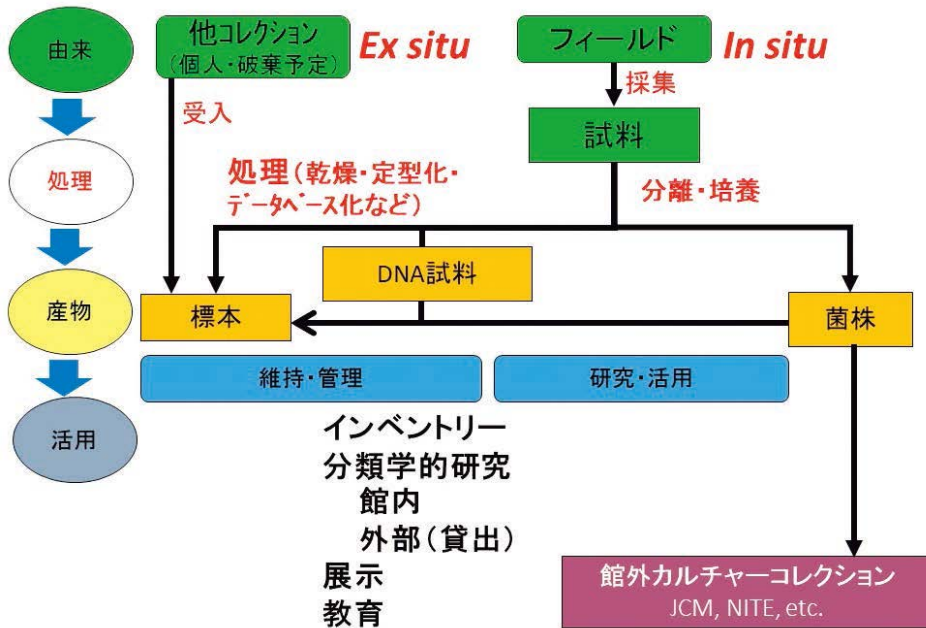 由来
他コレクション
(個人・破棄予定)
Ex situ
フィールド
In situ
受入
採集
試料
処理
処理(乾燥・定型化・
データベース化など)
分離・培養
DNA試料
産物
標本
菌株
維持・管理
研究・活用
活用
インベントリー
分類学的研究
館内
外部(貸出)
展示
教育
館外カルチャーコレクション
JCM, NITE, etc.